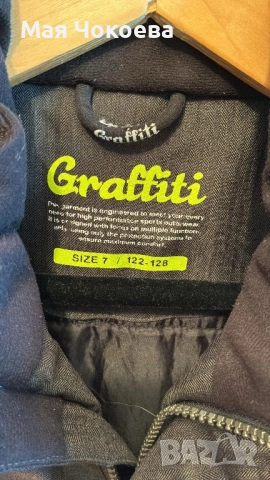 Мая Чокоева
Graffiti
Graffiti
This garment is engineered to meet your every
need for high performance sports outerwear.
It is designed with focus on multiple function-
only using only the protection systems to
ensure maximum comfort.
SIZE 7 / 122-128
BAZAR